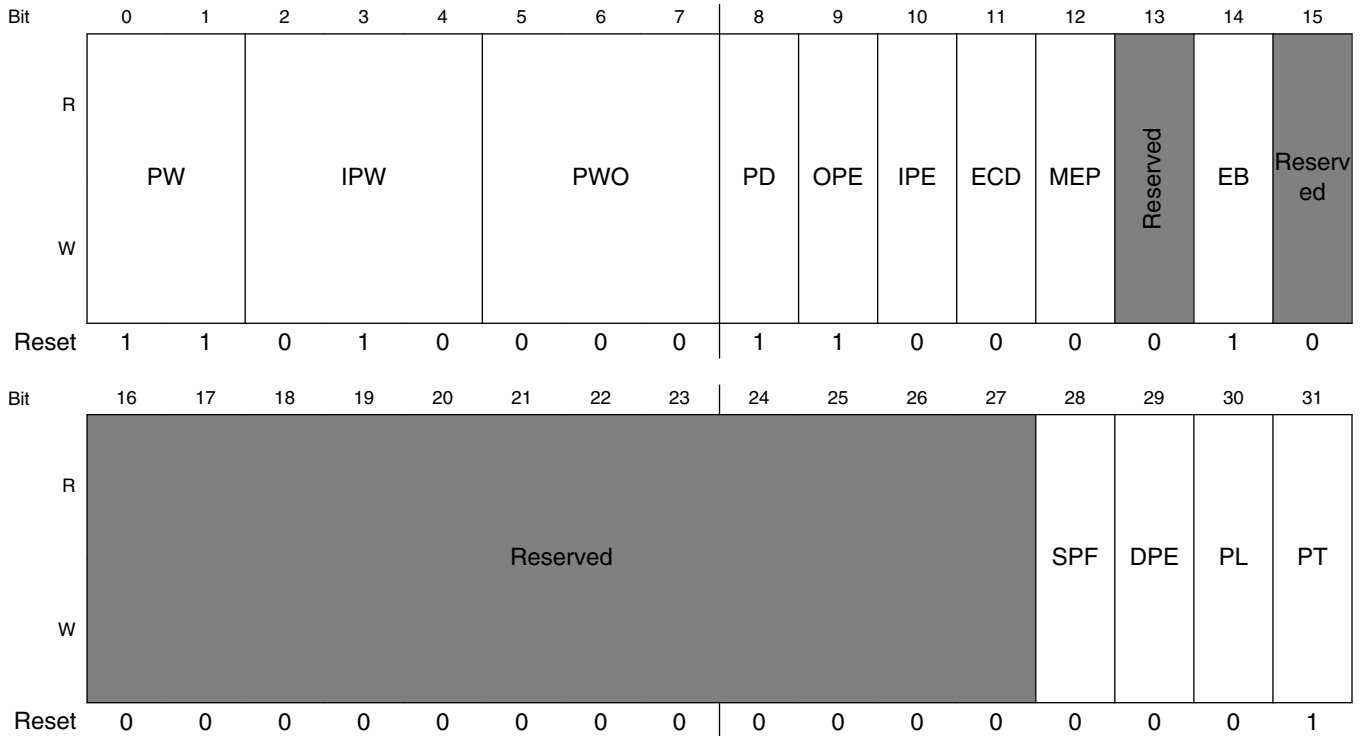 Bit 0 1 2 3 4 5 6 7 8 9 10 11 12 13 14 15
R
PW IPW PWO PD OPE IPE ECD MEP Reserved EB Reserv
ed
W
Reset 1 1 0 1 0 0 0 0 1 1 0 0 0 0 1 0
Bit 16 17 18 19 20 21 22 23 24 25 26 27 28 29 30 31
R
Reserved SPF DPE PL PT
W
Reset 0 0 0 0 0 0 0 0 0 0 0 0 0 0 0 1